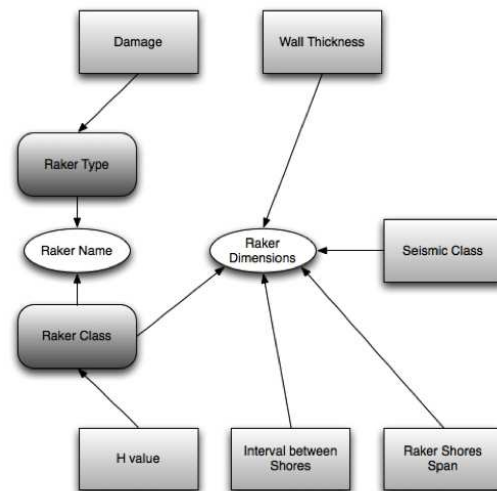 Damage
Wall Thickness
Raker Type
Raker Name
Raker
Dimensions
Seismic Class
Raker Class
H value
Interval between
Shores
Raker Shores
Span